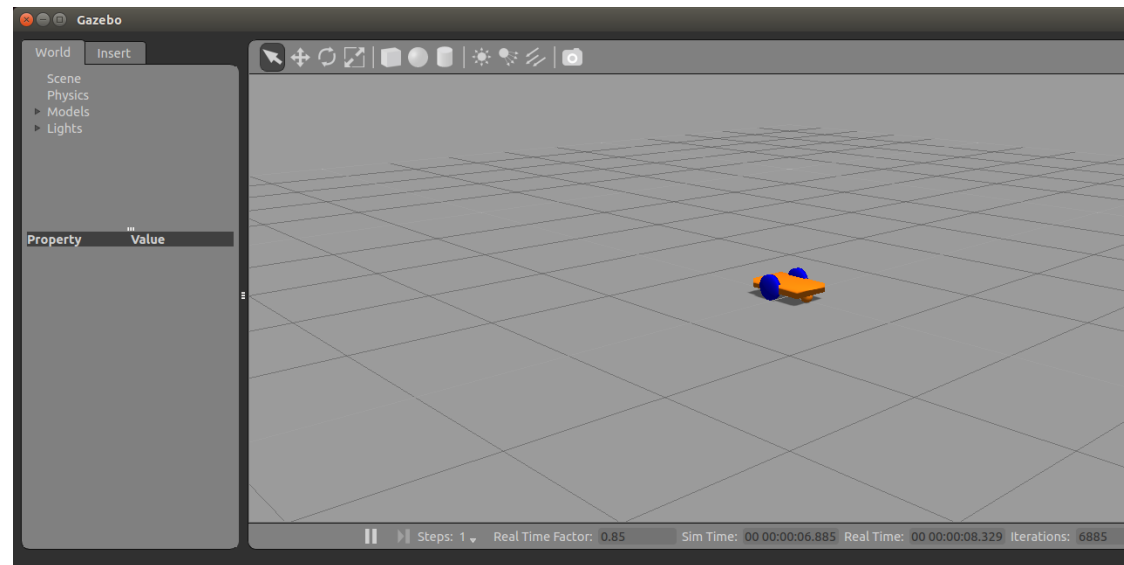 Gazebo
World Insert
Scene
Physics
Models
Lights
Property Value
Steps: 1 Real Time Factor: 0.85 Sim Time: 00 00:00:06.885 Real Time: 00 00:00:08.329 Iterations: 6885